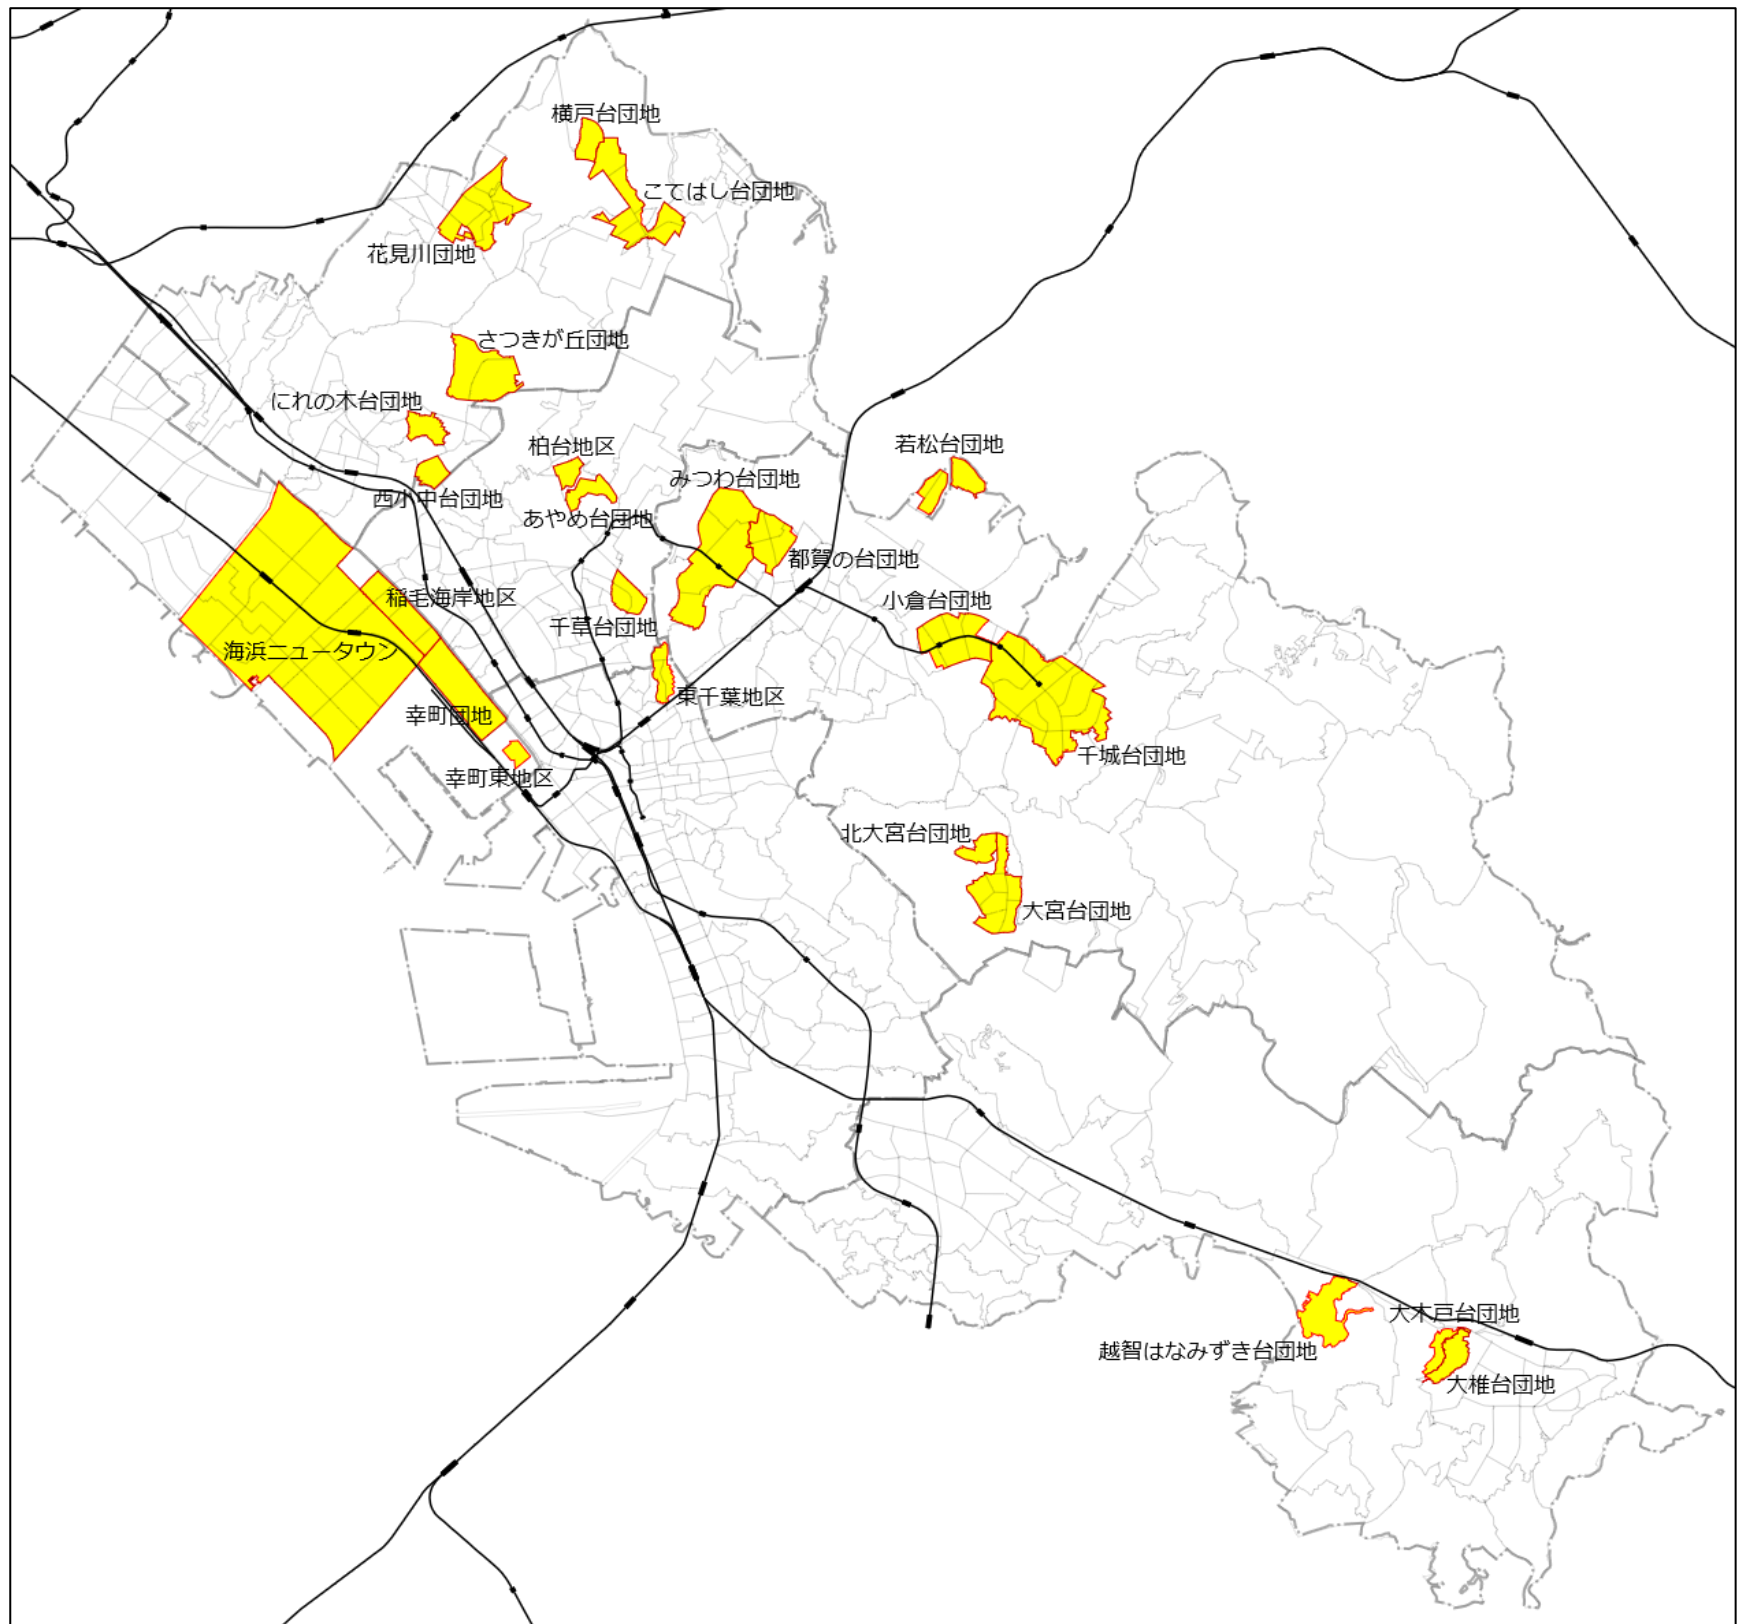 横戸台団地
こてはし台団地
花見川団地
さつきが丘団地
にれの木台団地
柏台地区
若松台団地
みつわ台団地
西小中台団地
あやめ台団地
都賀の台団地
稲毛海岸地区
小倉台団地
千草台団地
海浜ニュータウン
東千葉地区
幸町団地
千城台団地
幸町東地区
北大宮台団地
大宮台団地
大木戸台団地
越智はなみずき台団地
大椎台団地